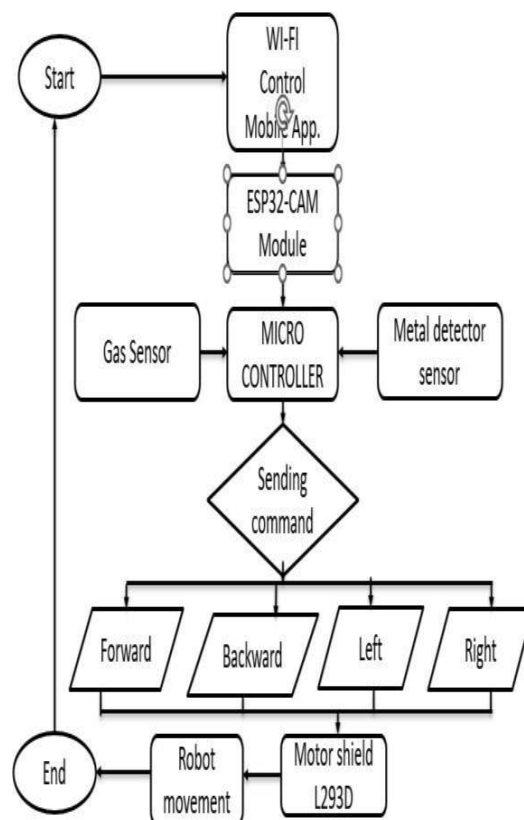 Start
WI-FI
Control
Mobile App.
ESP32-CAM
Module
Gas Sensor
MICRO
CONTROLLER
Metal detector
sensor
Sending
command
Forward
Backward
Left
Right
End
Robot
movement
Motor shield
L293D